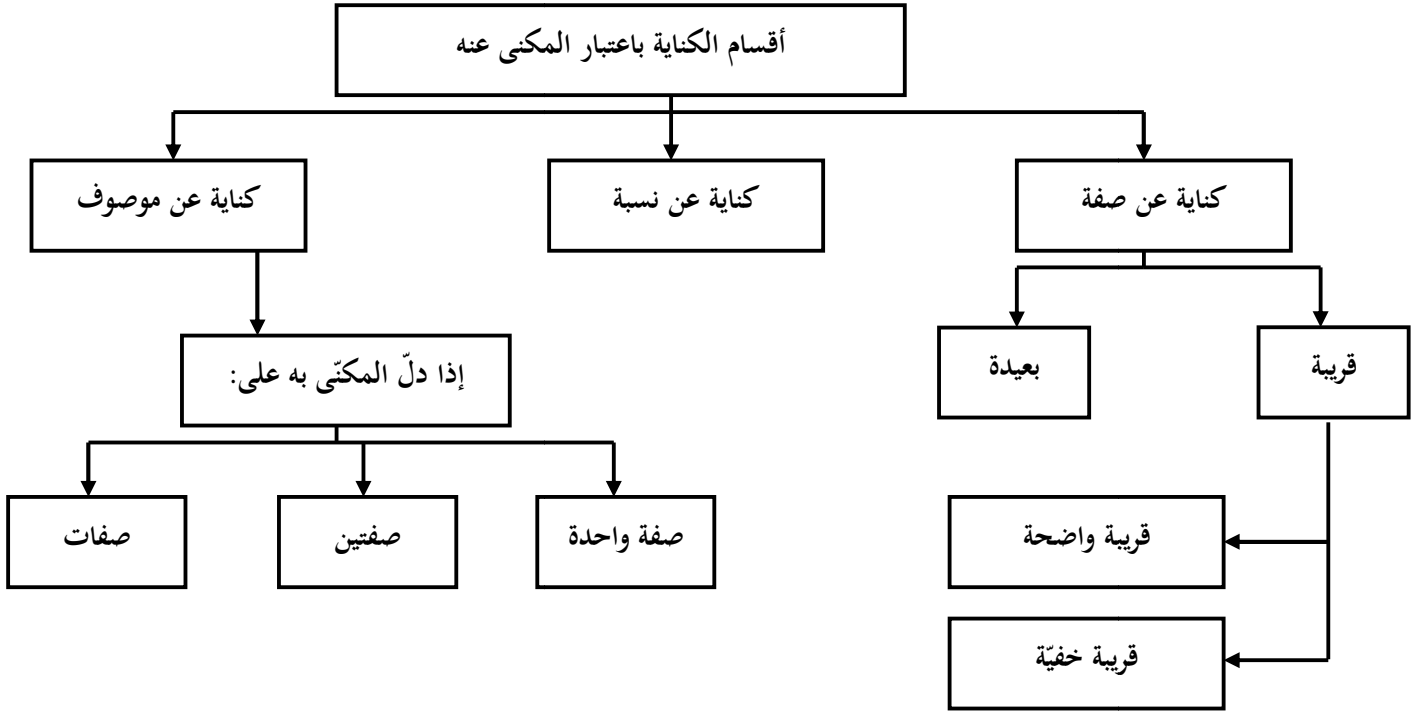 أقسام الكناية باعتبار المكنى عنه
كناية عن صفة
كناية عن نسبة
كناية عن موصوف
قريبة
بعيدة
إذا دلّ المكنّى به على:
صفة واحدة
صفتين
صفات
قريبة واضحة
قريبة خفيّة